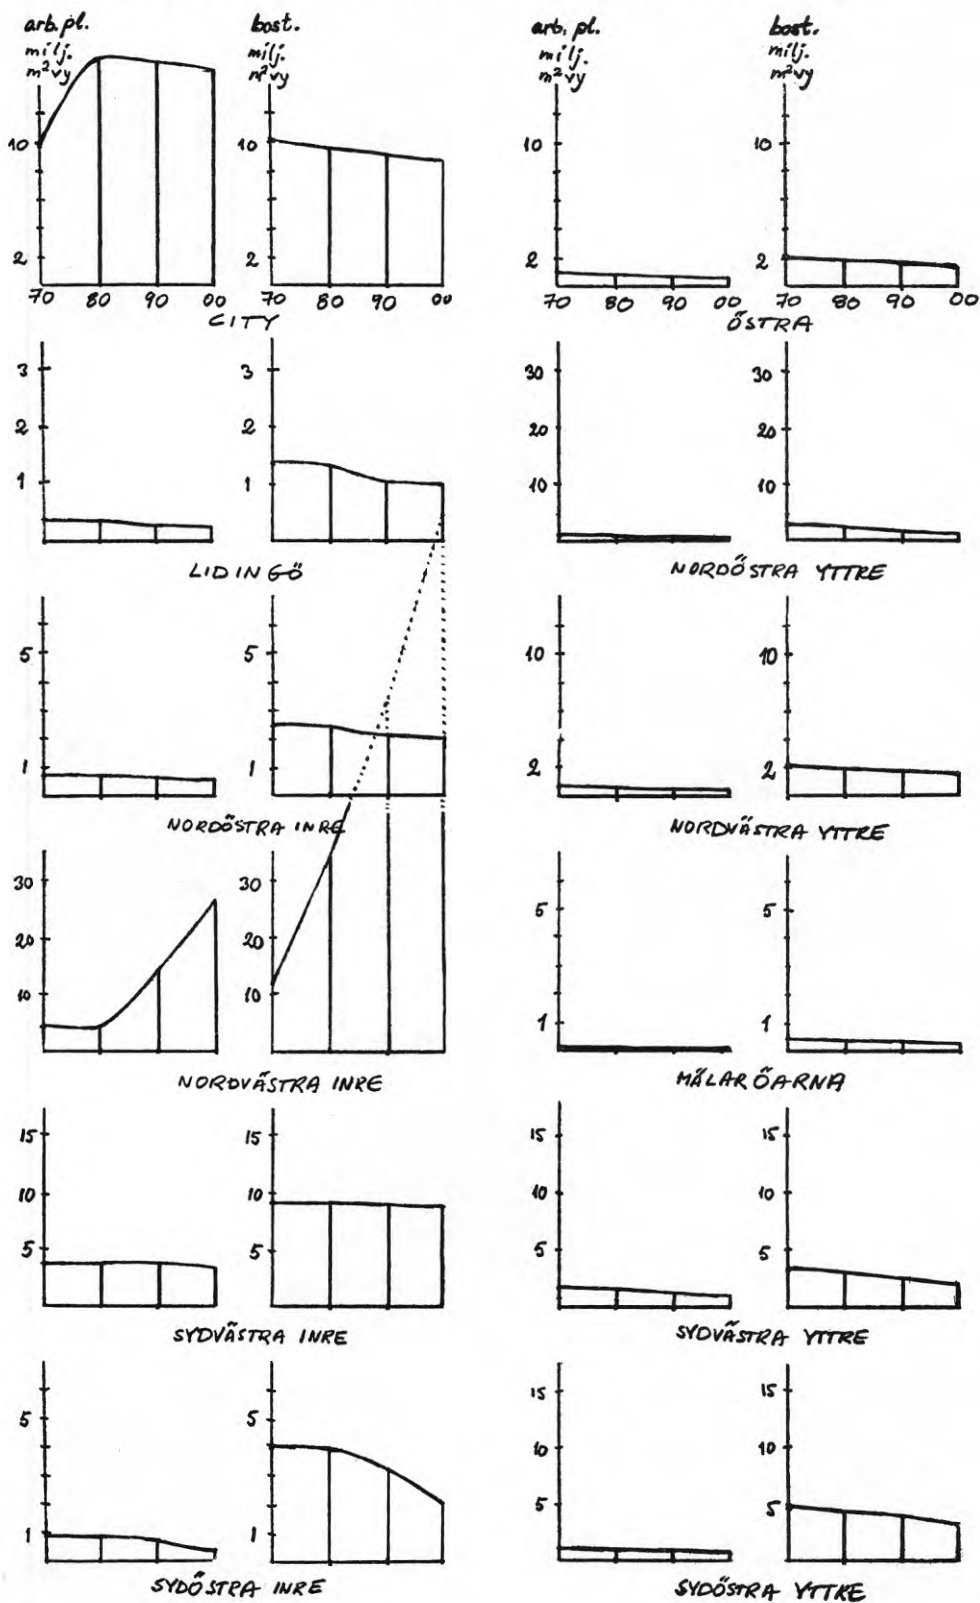 arb.pl. bost. arb.pl. bost.
milj. milj. milj. milj.
m²vy m²vy m²vy m²vy
10 10 10 10
2 2 2 2
70 80 90 00 70 80 90 00 70 80 90 00 70 80 90 00
CITY ÖSTRA
3 3 30 30
2 2 20 20
1 1 10 10
LIDINGÖ NORDÖSTRA YTTRE
5 5 10 10
1 1 2 2
NORDÖSTRA INRE NORDVÄSTRA YTTRE
30 30 5 5
20 20
10 10 1 1
NORDVÄSTRA INRE MÄLARÖARNA
15 15 15 15
10 10 10 10
5 5 5 5
SYDVÄSTRA INRE SYDVÄSTRA YTTRE
5 5 15 15
10 10
1 1 5 5
SYDÖSTRA INRE SYDÖSTRA YTTRE